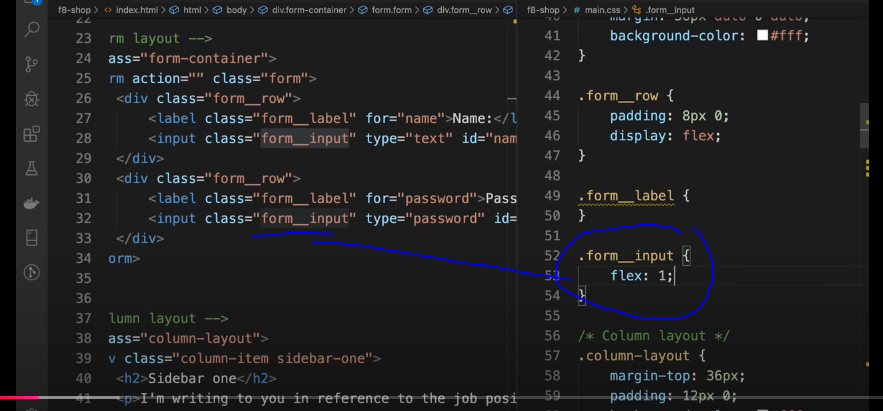 f8-shop > index.html > html > body > div.form-container > form.form > div.form__row >
22
23 rm layout -->
24 ass="form-container">
25 rm action="" class="form">
26 <div class="form__row">
27 <label class="form__label" for="name">Name:</l
28 <input class="form__input" type="text" id="nam
29 </div>
30 <div class="form__row">
31 <label class="form__label" for="password">Pass
32 <input class="form__input" type="password" id=
33 </div>
34 orm>
35
36
37 lumn layout -->
38 ass="column-layout">
39 v class="column-item sidebar-one">
40 <h2>Sidebar one</h2>
41 <p>I'm writing to you in reference to the job posi
f8-shop > # main.css > .form__input
40 margin: 50px auto 0 auto;
41 background-color: #fff;
42 }
43
44 .form__row {
45 padding: 8px 0;
46 display: flex;
47 }
48
49 .form__label {
50 }
51
52 .form__input {
53 flex: 1;
54 }
55
56 /* Column layout */
57 .column-layout {
58 margin-top: 36px;
59 padding: 12px 0;